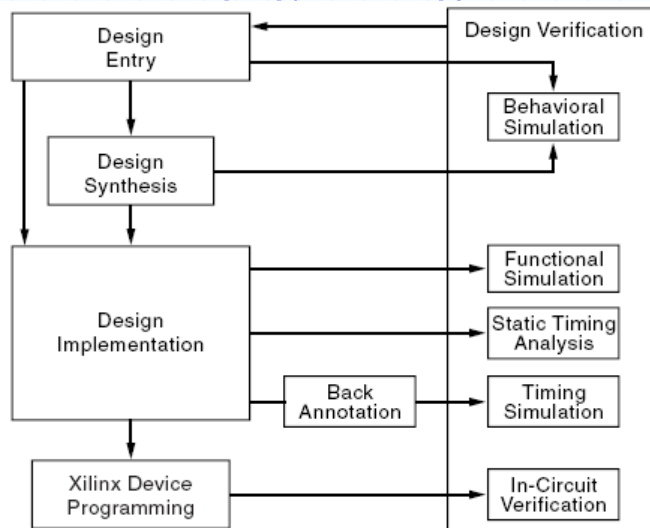 Design
Entry
Design Verification
Behavioral
Simulation
Design
Synthesis
Functional
Simulation
Design
Implementation
Static Timing
Analysis
Back
Annotation
Timing
Simulation
Xilinx Device
Programming
In-Circuit
Verification